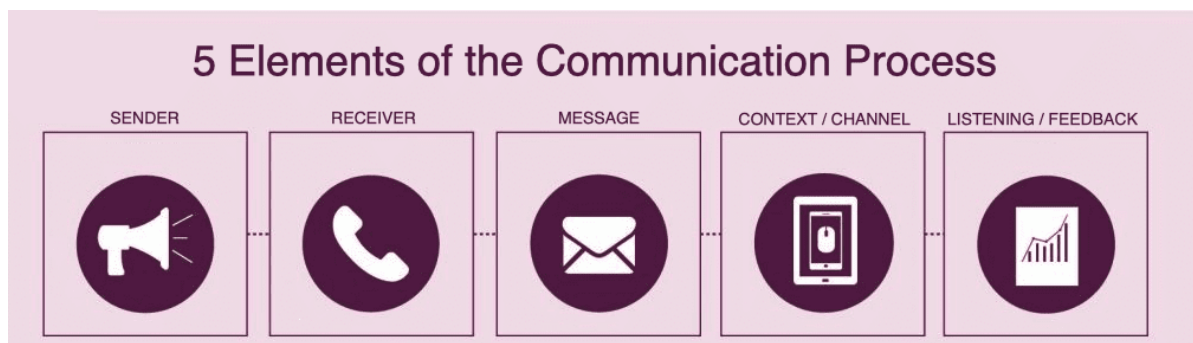 5 Elements of the Communication Process
SENDER
RECEIVER
MESSAGE
CONTEXT / CHANNEL
LISTENING / FEEDBACK